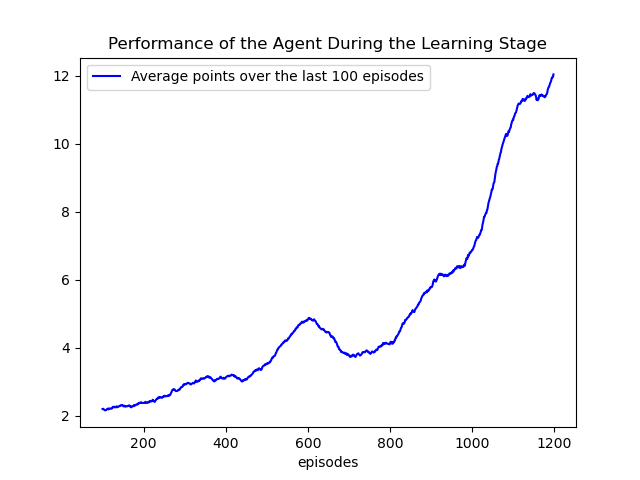 Performance of the Agent During the Learning Stage
Average points over the last 100 episodes
12
10
8
6
4
2
200 400 600 800 1000 1200
episodes